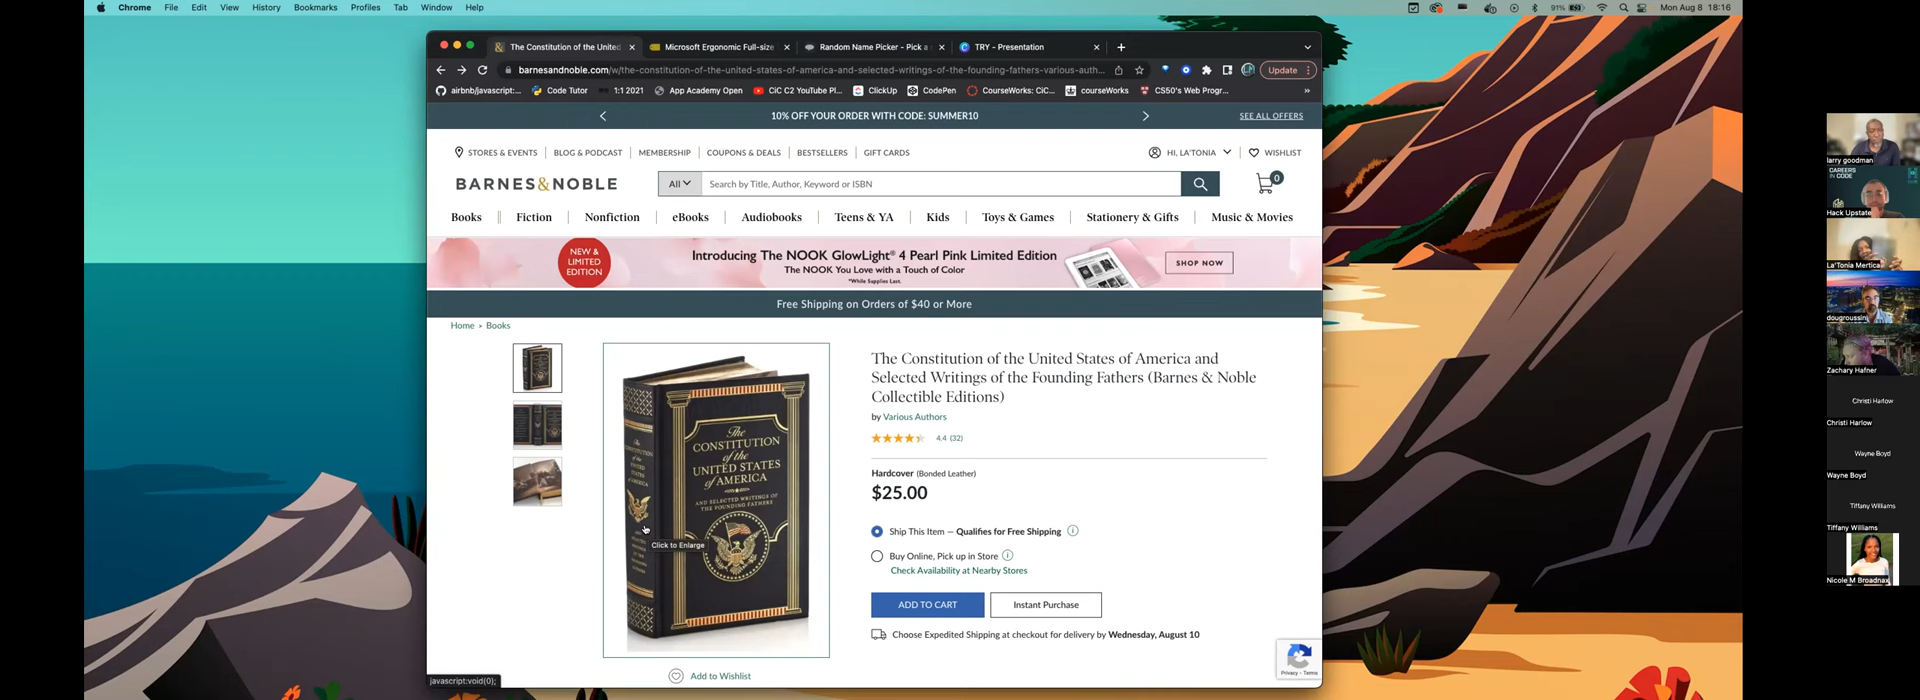 Chrome File Edit View History Bookmarks Profiles Tab Window Help
91% Mon Aug 8 18:16
The Constitution of the United
Microsoft Ergonomic Full-size
Random Name Picker - Pick a
TRY - Presentation
barnesandnoble.com/w/the-constitution-of-the-united-states-of-america-and-selected-writings-of-the-founding-fathers-various-auth...
Update
airbnb/javascript:... Code Tutor 1:1 2021 App Academy Open CiC C2 YouTube Pl... ClickUp CodePen CourseWorks: CiC... courseWorks CS50's Web Progr... »
10% OFF YOUR ORDER WITH CODE: SUMMER10
SEE ALL OFFERS
STORES & EVENTS BLOG & PODCAST MEMBERSHIP COUPONS & DEALS BESTSELLERS GIFT CARDS
HI, LA'TONIA WISHLIST
BARNES&NOBLE
All Search by Title, Author, Keyword or ISBN
0
Books Fiction Nonfiction eBooks Audiobooks Teens & YA Kids Toys & Games Stationery & Gifts Music & Movies
NEW &
LIMITED
EDITION
Introducing The NOOK GlowLight® 4 Pearl Pink Limited Edition
The NOOK You Love with a Touch of Color
*While Supplies Last.
SHOP NOW
Free Shipping on Orders of $40 or More
Home > Books
The
CONSTITUTION
of the
UNITED STATES
of AMERICA
AND SELECTED WRITINGS OF
THE FOUNDING FATHERS
Click to Enlarge
Add to Wishlist
The Constitution of the United States of America and
Selected Writings of the Founding Fathers (Barnes & Noble
Collectible Editions)
by Various Authors
4.4 (32)
Hardcover (Bonded Leather)
$25.00
Ship This Item — Qualifies for Free Shipping
Buy Online, Pick up in Store
Check Availability at Nearby Stores
ADD TO CART
Instant Purchase
Choose Expedited Shipping at checkout for delivery by Wednesday, August 10
Privacy - Terms
javascript:void(0);
larry goodman
CAREERS
IN CODE
Hack Upstate
La'Tonia Mertica
dougroussin
Zachary Hafner
Christi Harlow
Christi Harlow
Wayne Boyd
Wayne Boyd
Tiffany Williams
Tiffany Williams
Nicole M Broadnax